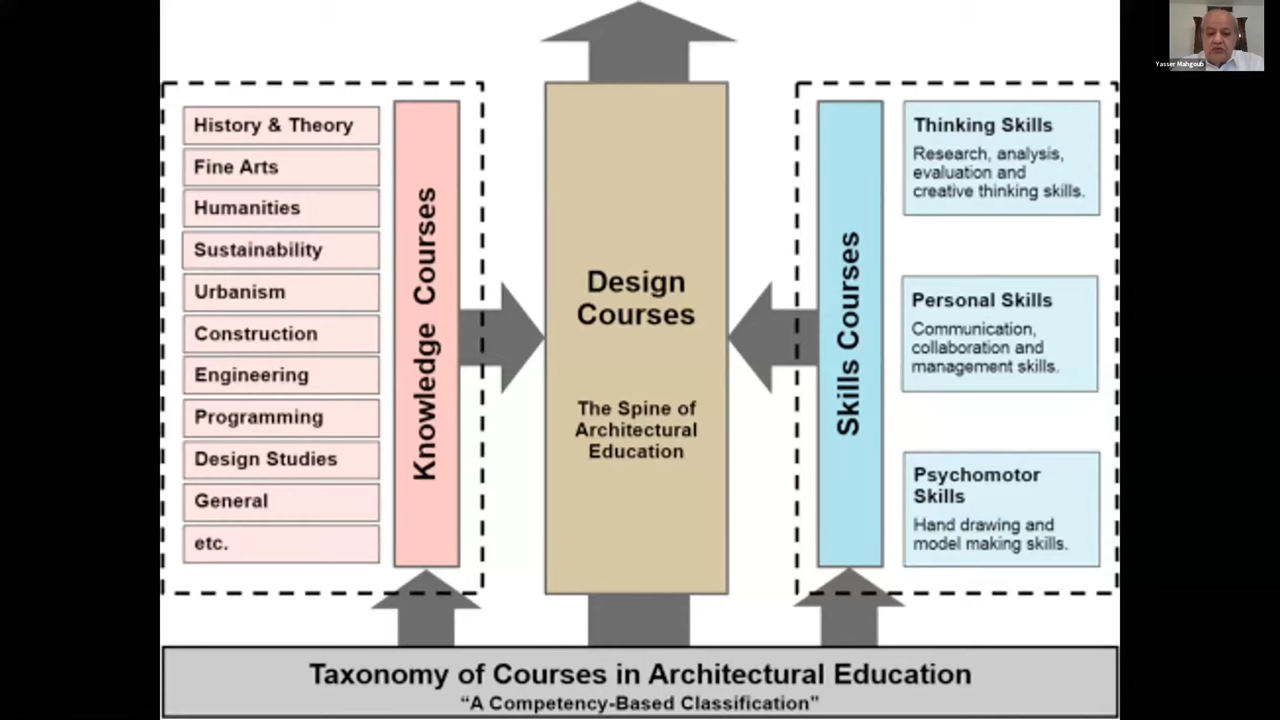 Yasser Mahgoub
History & Theory
Fine Arts
Humanities
Sustainability
Urbanism
Construction
Engineering
Programming
Design Studies
General
etc.
Knowledge Courses
Design
Courses
The Spine of
Architectural
Education
Skills Courses
Thinking Skills
Research, analysis,
evaluation and
creative thinking skills.
Personal Skills
Communication,
collaboration and
management skills.
Psychomotor
Skills
Hand drawing and
model making skills.
Taxonomy of Courses in Architectural Education
“A Competency-Based Classification”